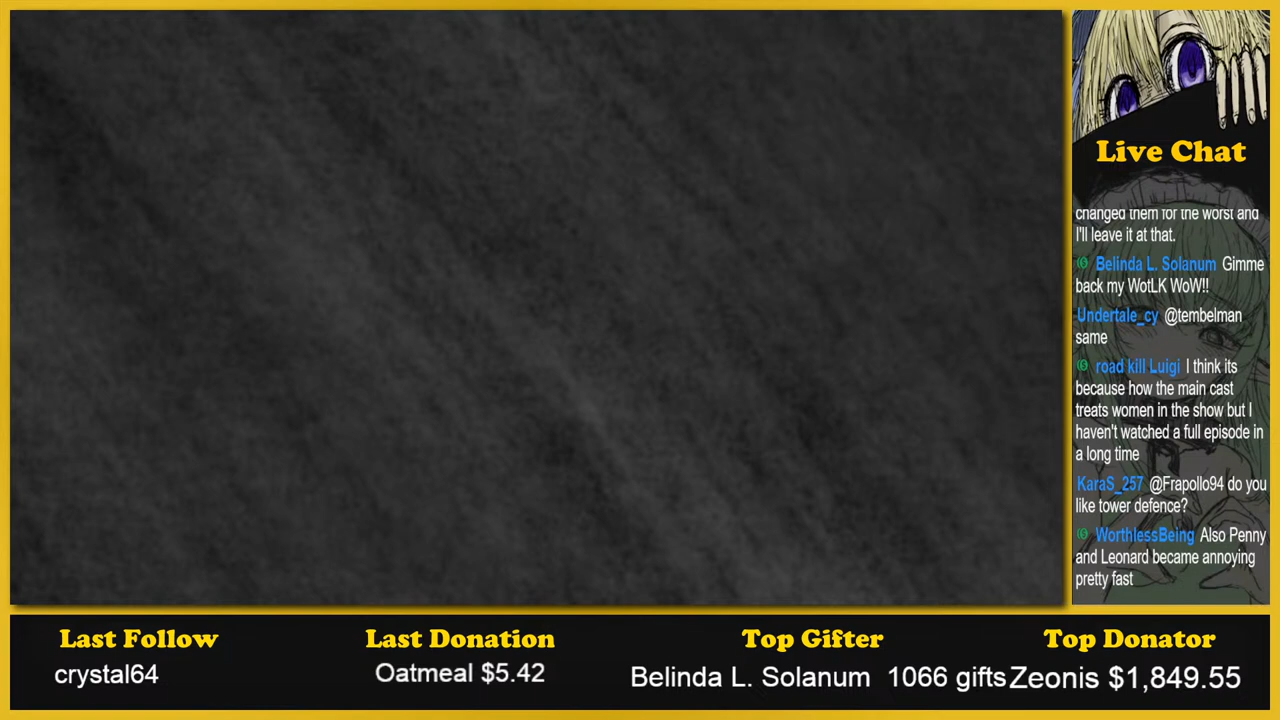 Live Chat
changed them for the worst and
I'll leave it at that.
Belinda L. Solanum Gimme
back my WotLK WoW!!
Undertale_cy @tembelman
same
road kill Luigi I think its
because how the main cast
treats women in the show but I
haven't watched a full episode in
a long time
KaraS_257 @Frapollo94 do you
like tower defence?
WorthlessBeing Also Penny
and Leonard became annoying
pretty fast
Last Follow
crystal64
Last Donation
Oatmeal $5.42
Top Gifter
Belinda L. Solanum 1066 gifts
Top Donator
Zeonis $1,849.55